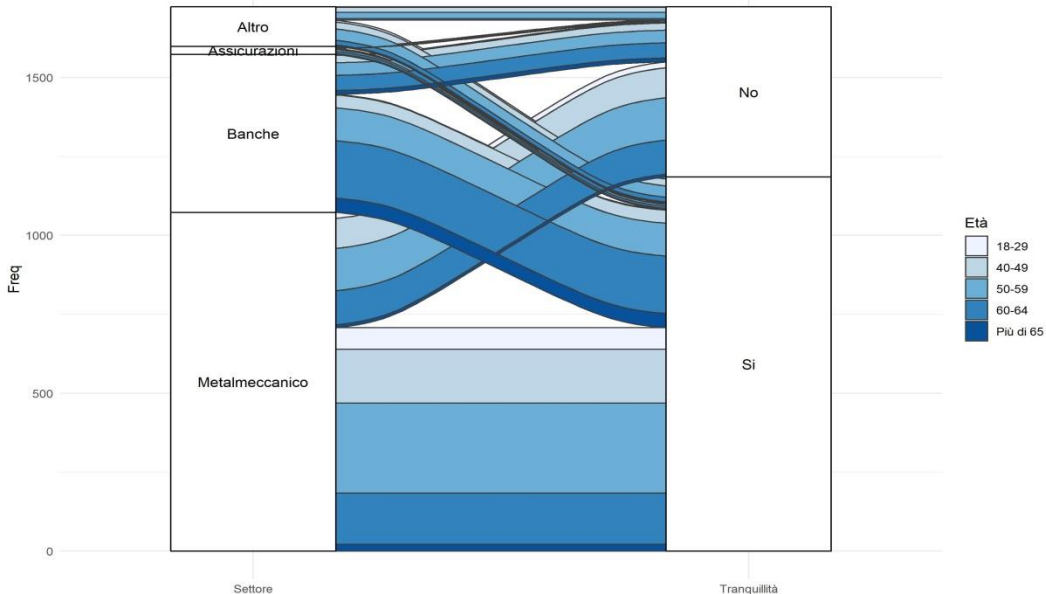 Altro
Assicurazioni
1500
No
Banche
Età
18-29
1000
40-49
Freq
50-59
60-64
Più di 65
Si
Metalmeccanico
500
0
Settore
Tranquillità